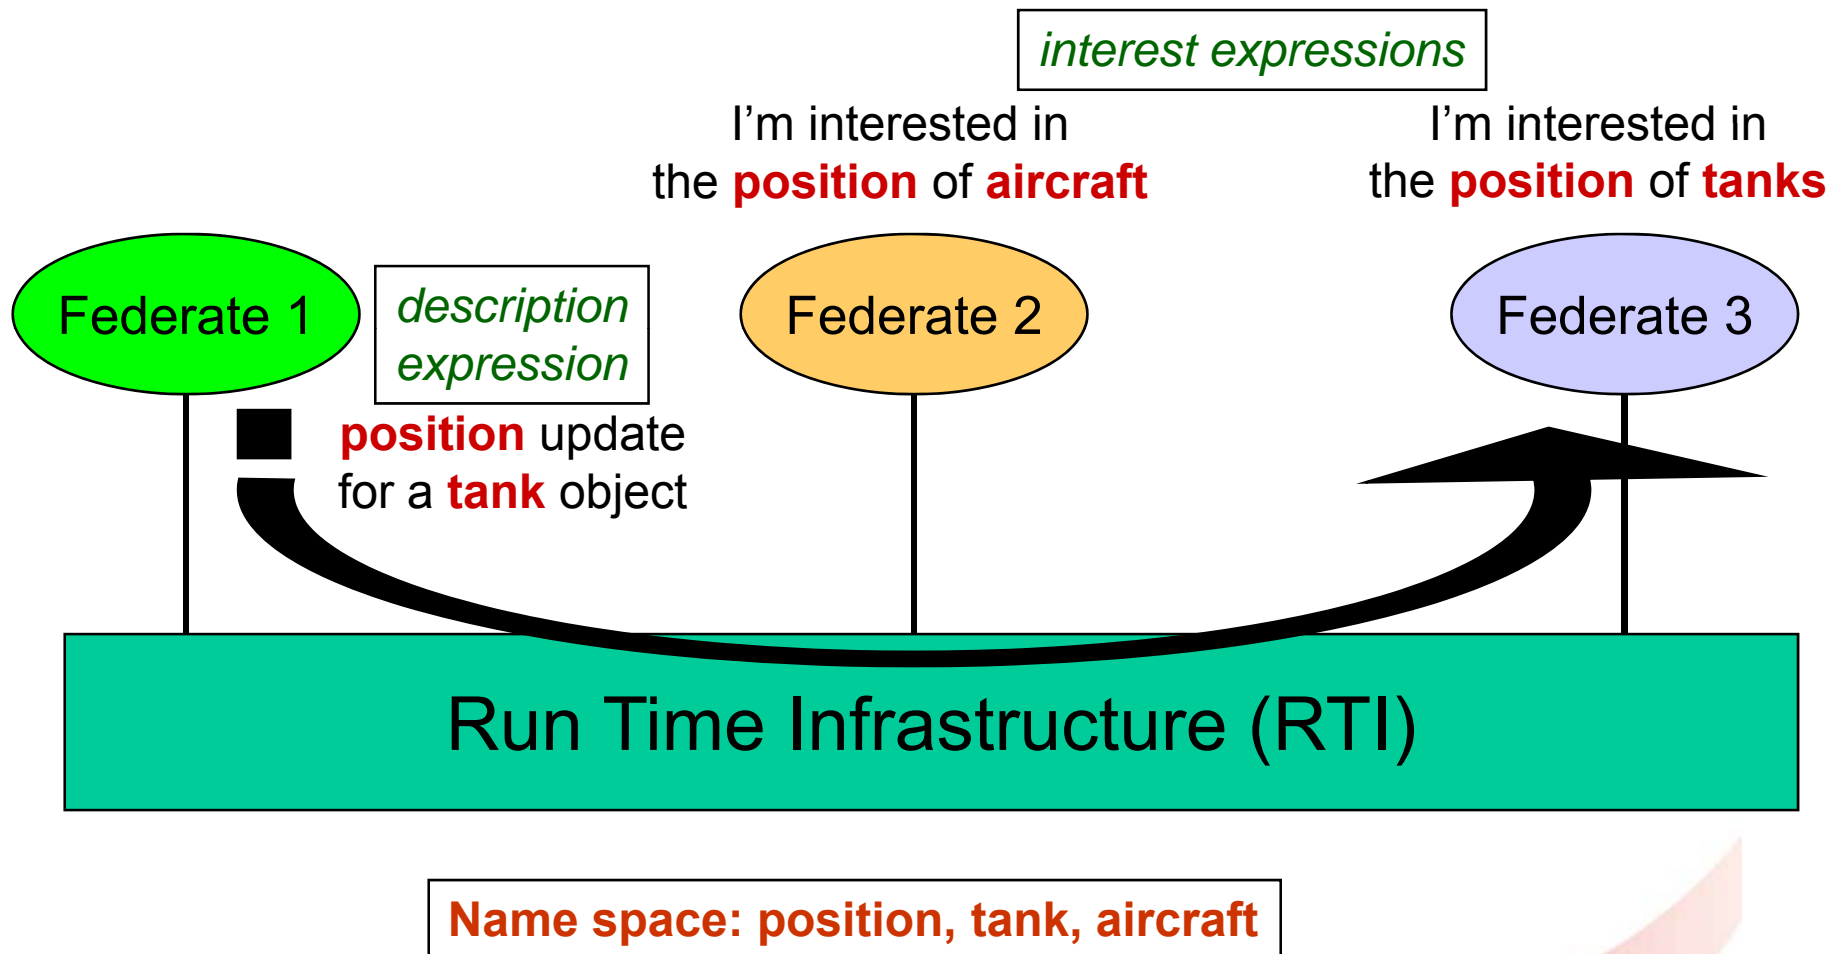 interest expressions
I'm interested in
the position of aircraft
I'm interested in
the position of tanks
Federate 1
description
expression
Federate 2
Federate 3
position update
for a tank object
Run Time Infrastructure (RTI)
Name space: position, tank, aircraft